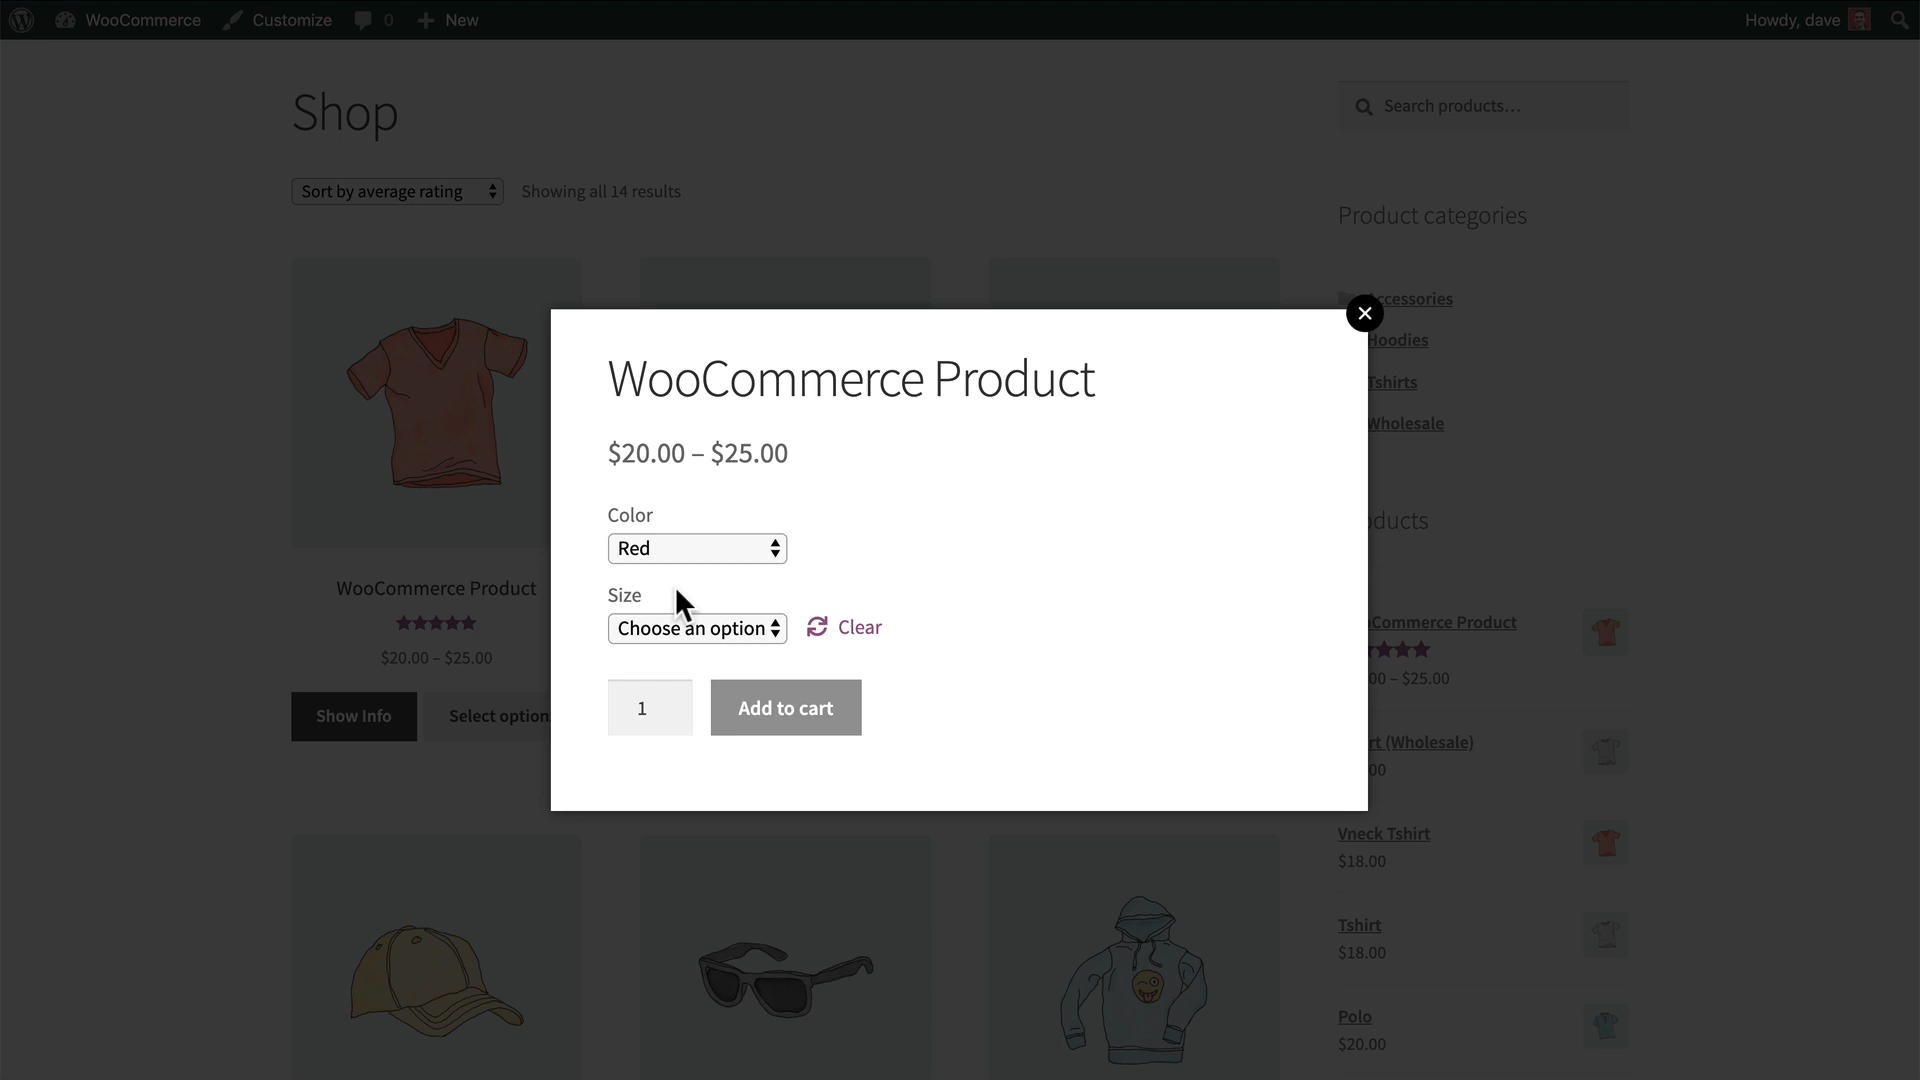 WooCommerce Customize 0 New Howdy, dave
Shop
Search products…
Sort by average rating Showing all 14 results
Product categories
Accessories
Hoodies
Tshirts
Wholesale
WooCommerce Product
$20.00 – $25.00
Color
Red
Size
Choose an option Clear
1 Add to cart
WooCommerce Product
$20.00 – $25.00
Show Info Select option
oducts
oCommerce Product
00 – $25.00
rt (Wholesale)
00
Vneck Tshirt
$18.00
Tshirt
$18.00
Polo
$20.00